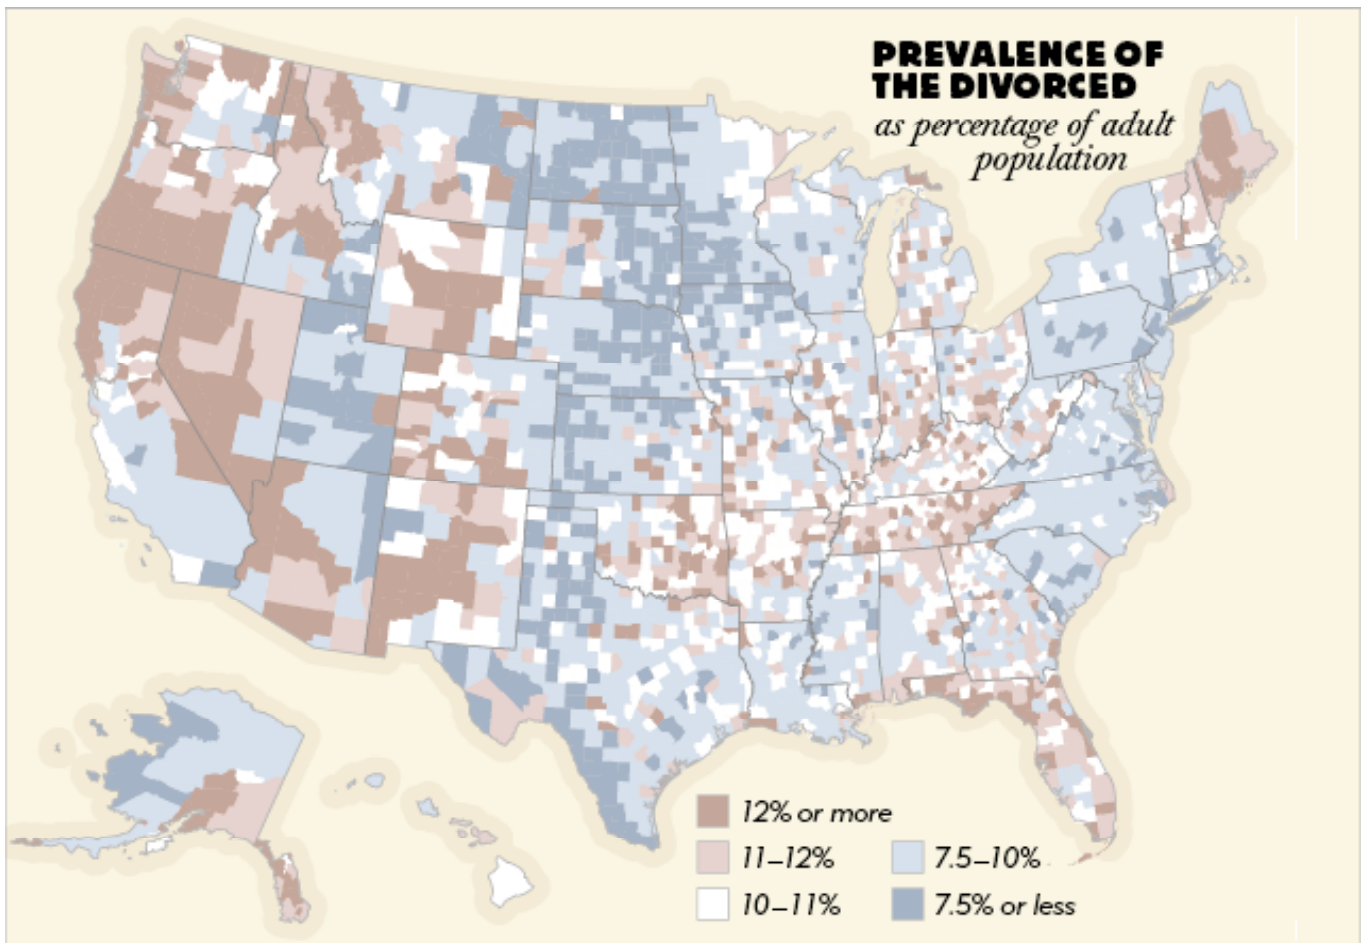 PREVALENCE OF
THE DIVORCED
as percentage of adult
population
12% or more
11–12%
7.5–10%
10–11%
7.5% or less